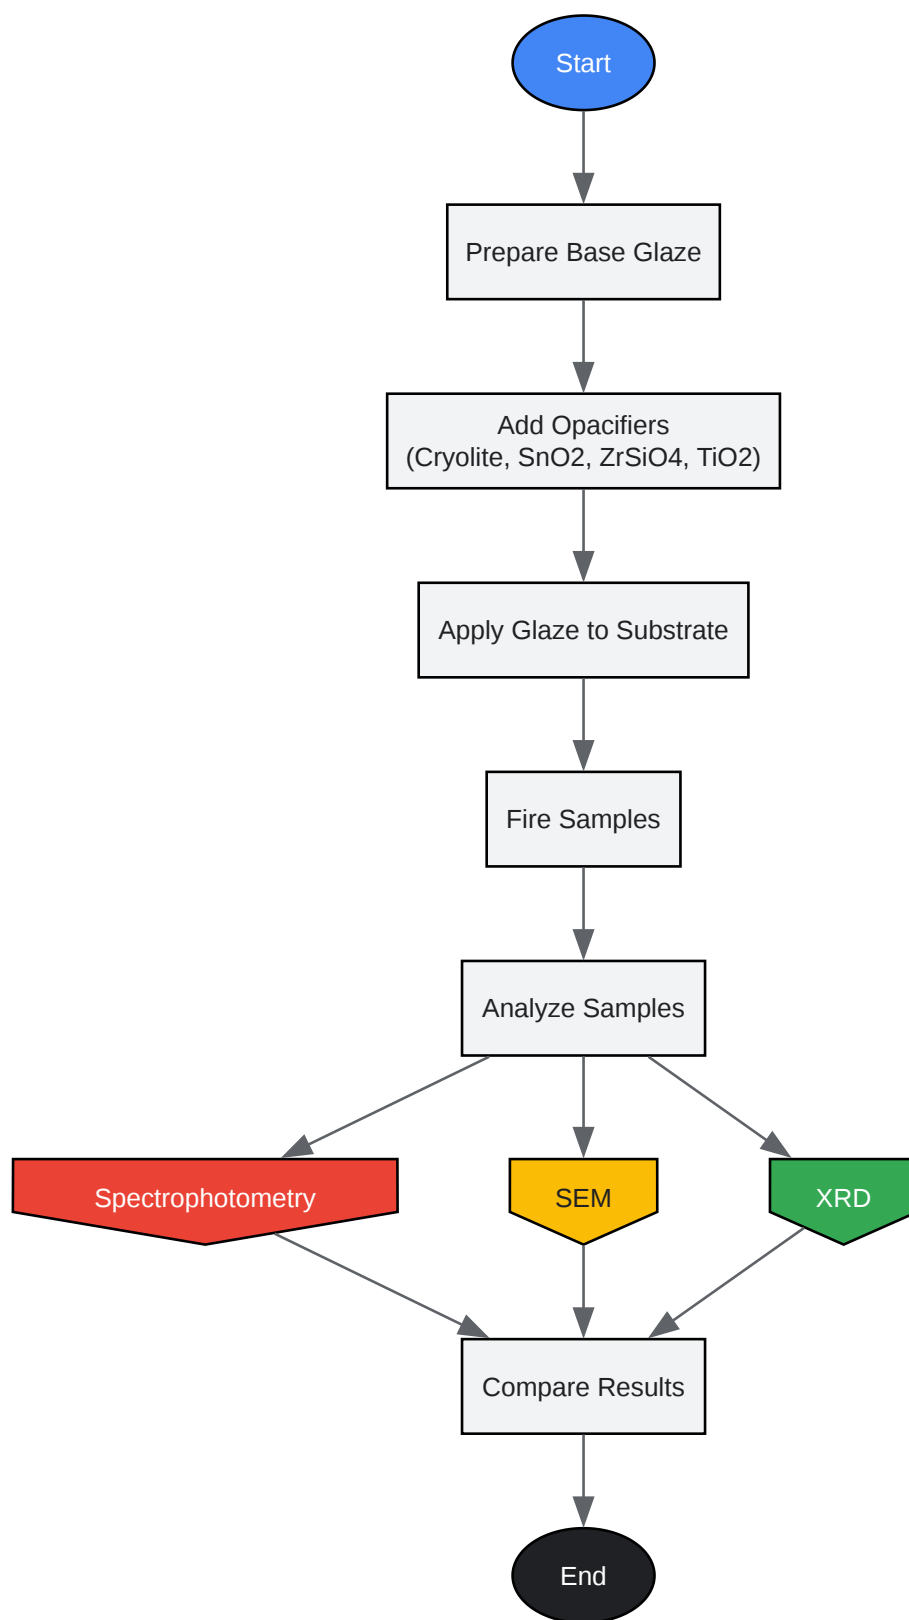 Start
Prepare Base Glaze
Add Opacifiers
(Cryolite, SnO2, ZrSiO4, TiO2)
Apply Glaze to Substrate
Fire Samples
Analyze Samples
Spectrophotometry
SEM
XRD
Compare Results
End